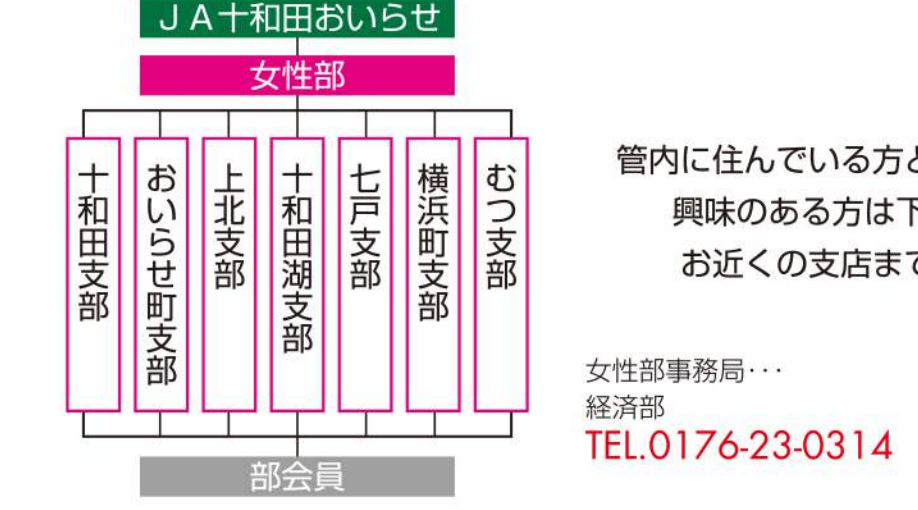 JA十和田おいらせ
女性部
十和田支部
おいらせ町支部
上北支部
十和田湖支部
七戸支部
横浜町支部
むつ支部
部会員
管内に住んでいる方と
興味のある方は下
お近くの支店まで
女性部事務局･･･
経済部
TEL.0176-23-0314